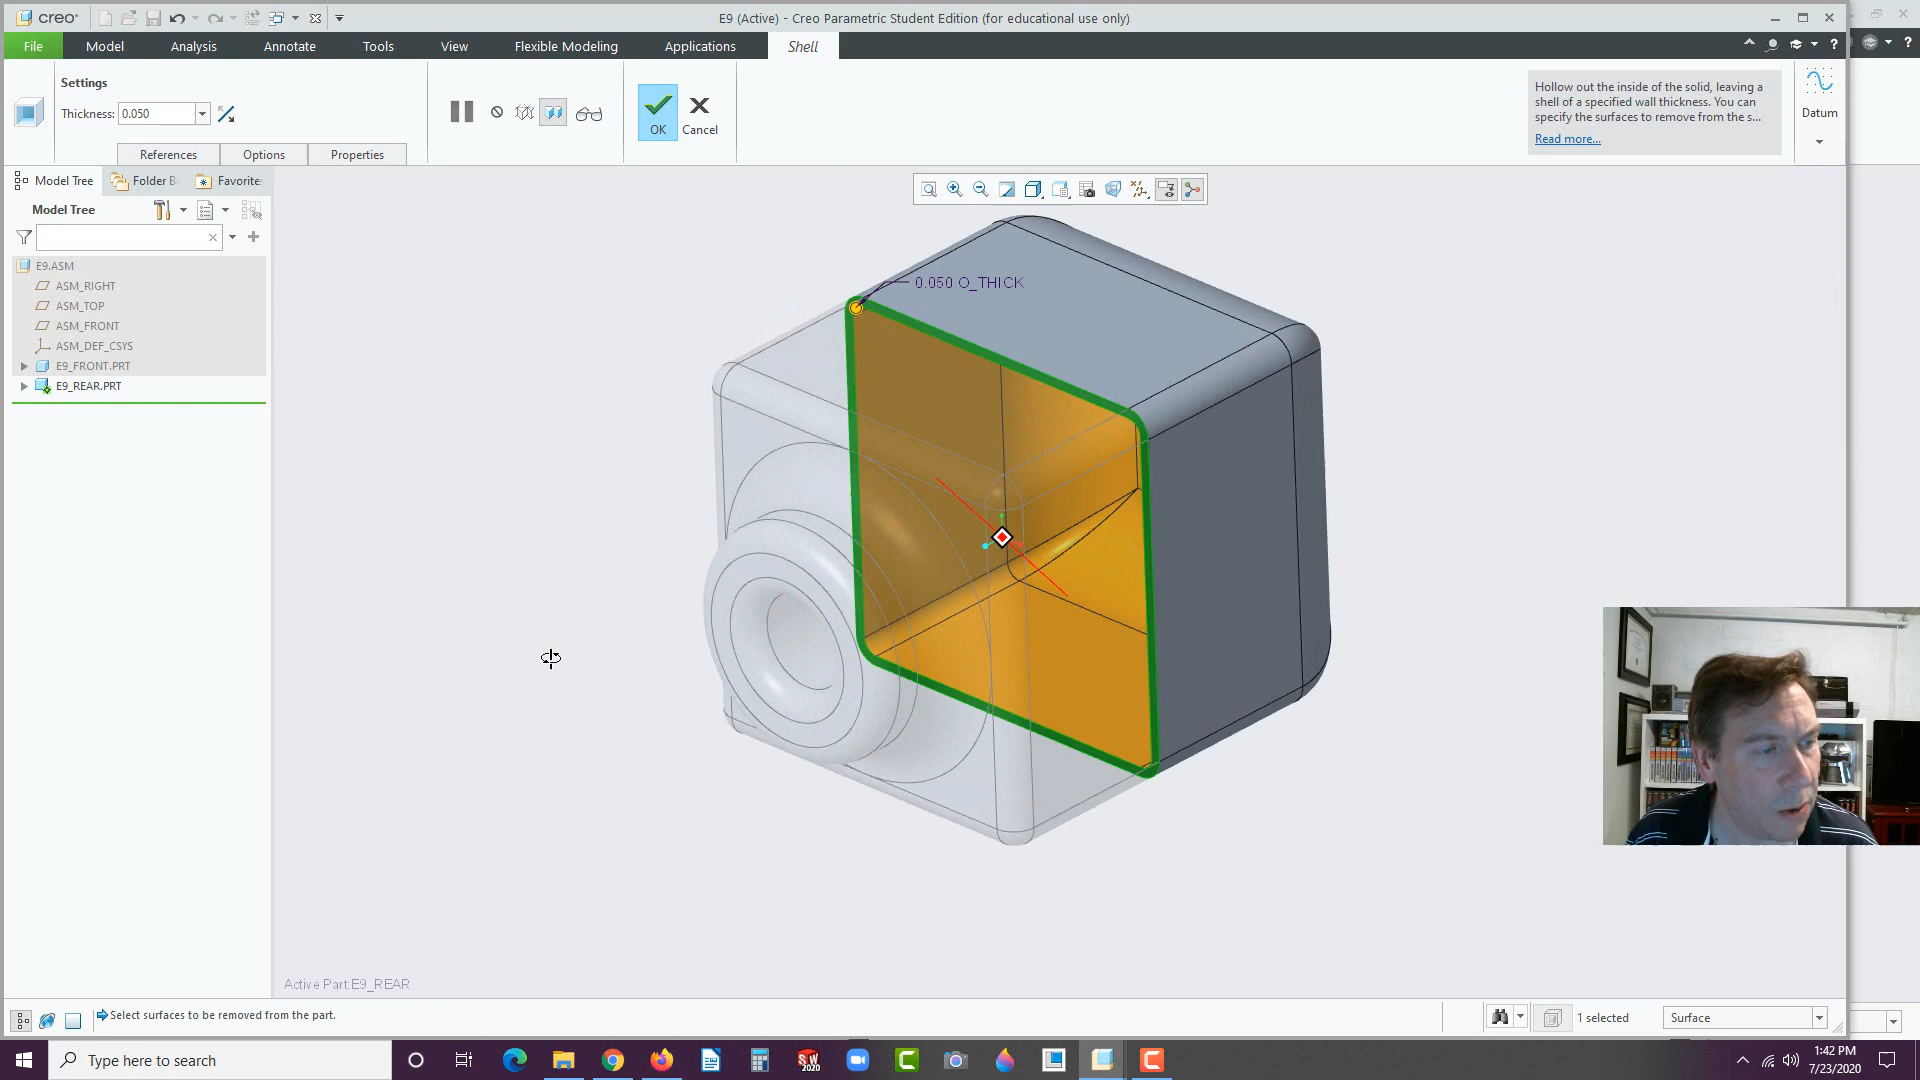 creo
E9 (Active) - Creo Parametric Student Edition (for educational use only)
File
Model
Analysis
Annotate
Tools
View
Flexible Modeling
Applications
Shell
Settings
Thickness: 0.050
References
Options
Properties
OK
Cancel
Hollow out the inside of the solid, leaving a
shell of a specified wall thickness. You can
specify the surfaces to remove from the s...
Read more...
Datum
Model Tree
Folder B
Favorite
Model Tree
E9.ASM
ASM_RIGHT
ASM_TOP
ASM_FRONT
ASM_DEF_CSYS
E9_FRONT.PRT
E9_REAR.PRT
0.050 O_THICK
Active Part:E9_REAR
Select surfaces to be removed from the part.
1 selected
Surface
Type here to search
SW
2020
1:42 PM
7/23/2020